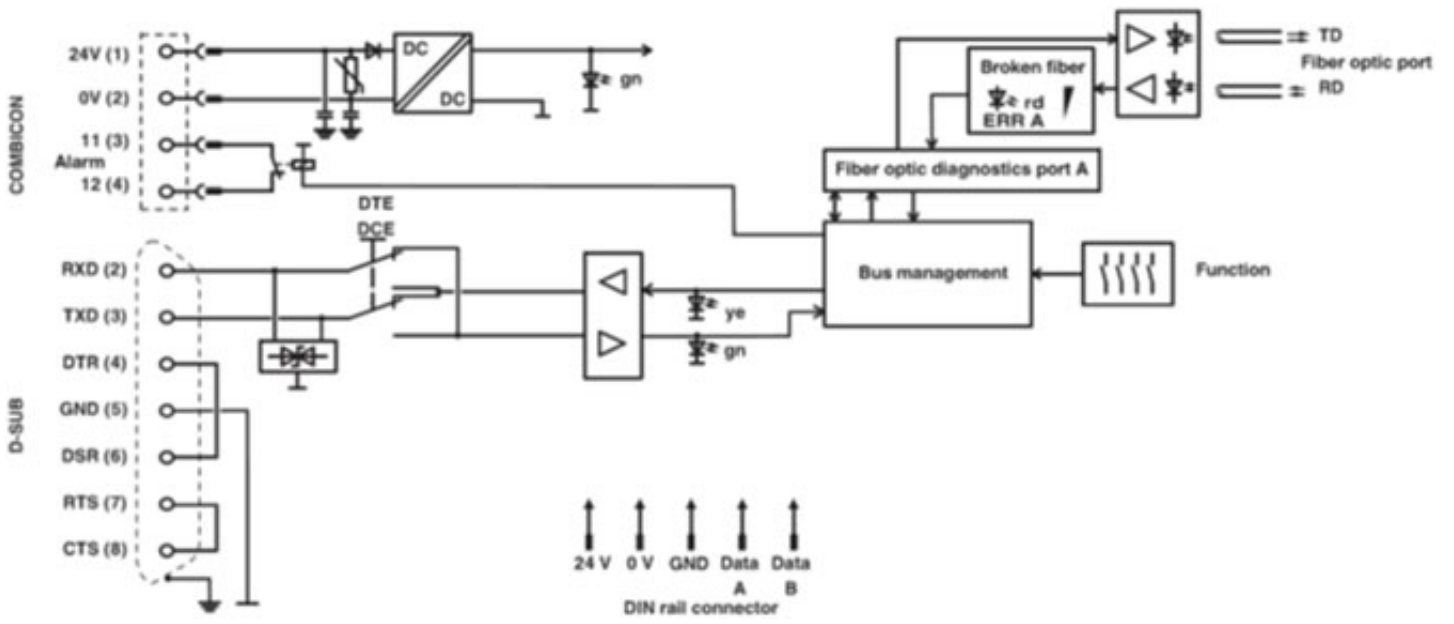 COMBICON
24V (1)
0V (2)
11 (3)
Alarm
12 (4)
DC
DC
gn
Broken fiber
rd
ERR A
TD
Fiber optic port
RD
Fiber optic diagnostics port A
Bus management
Function
D-SUB
RXD (2)
TXD (3)
DTR (4)
GND (5)
DSR (6)
RTS (7)
CTS (8)
DTE
DCE
ye
gn
24 V 0 V GND Data Data
A B
DIN rail connector